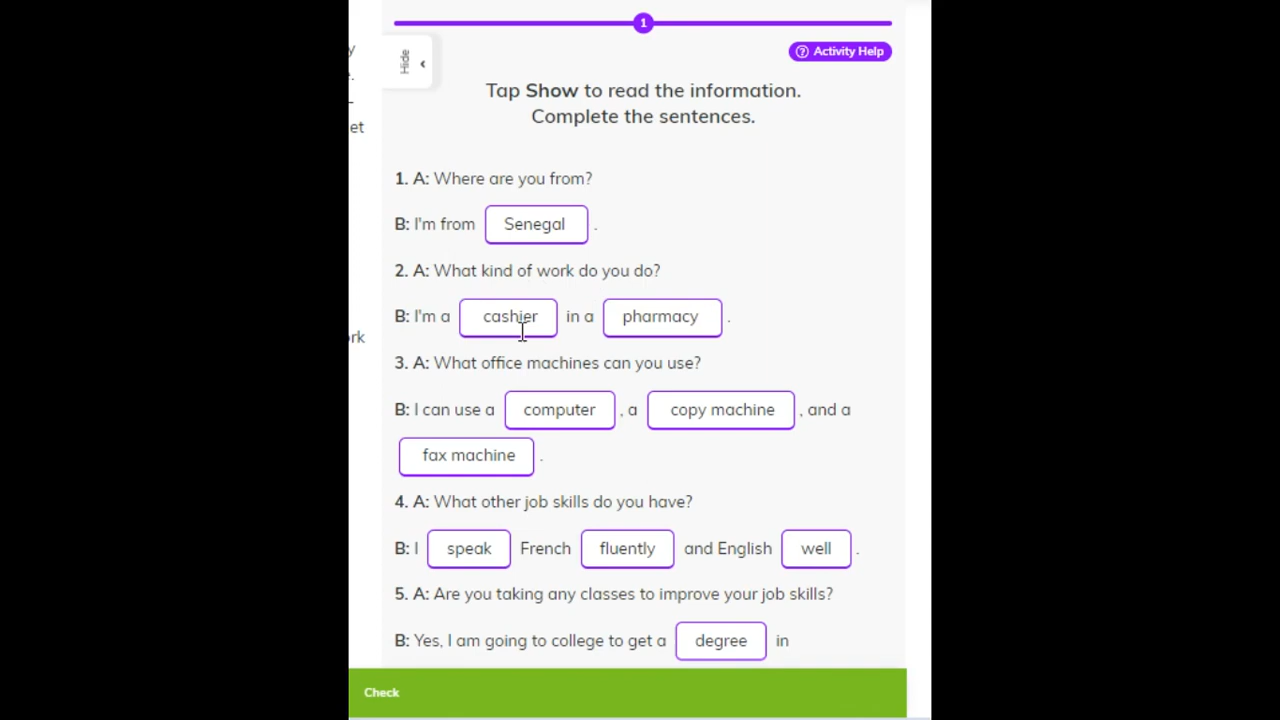 1
Activity Help
Hide
Tap Show to read the information.
Complete the sentences.
et
1. A: Where are you from?
B: I'm from Senegal .
2. A: What kind of work do you do?
B: I'm a cashier in a pharmacy .
3. A: What office machines can you use?
B: I can use a computer , a copy machine , and a
fax machine .
4. A: What other job skills do you have?
B: I speak French fluently and English well .
5. A: Are you taking any classes to improve your job skills?
B: Yes, I am going to college to get a degree in
Check